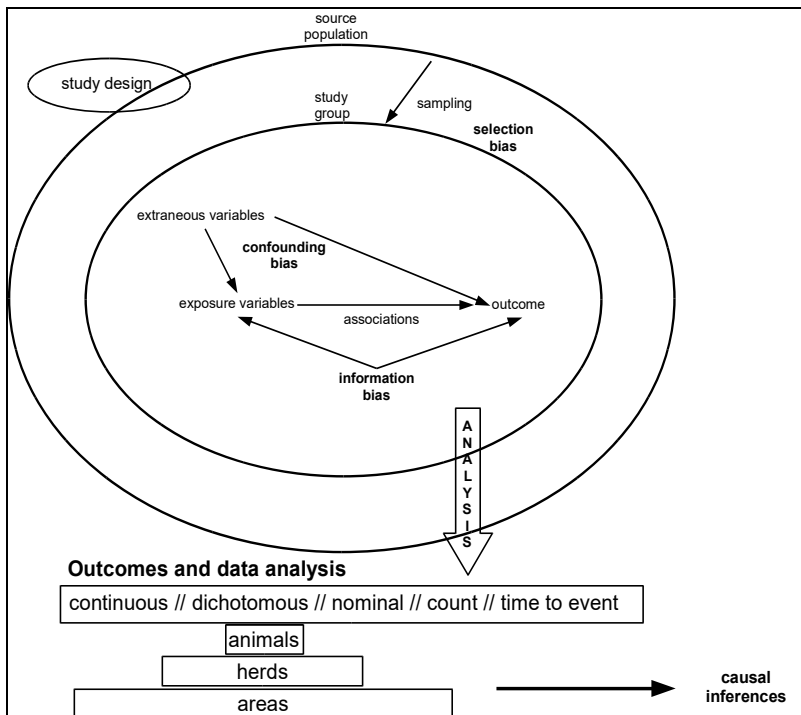 source
population
study design
study
group
sampling
selection
bias
extraneous variables
confounding
bias
exposure variables
outcome
associations
information
bias
A
N
A
L
Y
S
I
S
Outcomes and data analysis
continuous // dichotomous // nominal // count // time to event
animals
herds
areas
causal
inferences